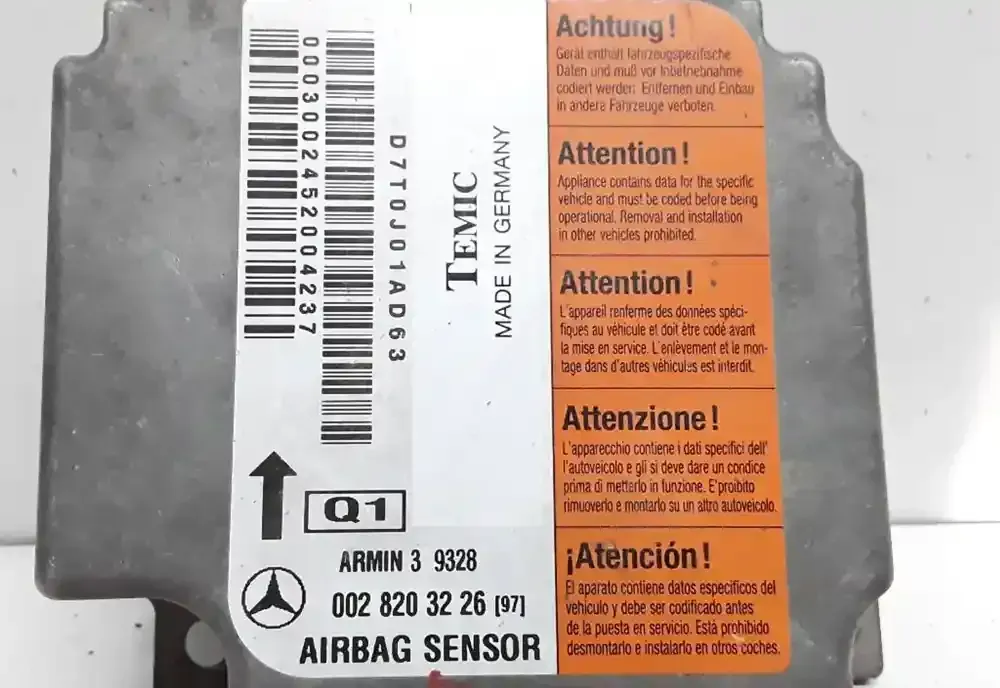 0003002452004237
D7T0J01AD63
TEMIC
MADE IN GERMANY
Q1
ARMIN 3 9328
002 820 32 26 [97]
AIRBAG SENSOR
Achtung!
Gerät enthält fahrzeugspezifische
Daten und muß vor Inbetriebnahme
codiert werden. Entfernen und Einbau
in andere Fahrzeuge verboten.
Attention!
Appliance contains data for the specific
vehicle and must be coded before being
operational. Removal and installation
in other vehicles prohibited.
Attention!
L'appareil renferme des données spéci-
fiques au véhicule et doit être codé avant
la mise en service. L'enlèvement et le mon-
tage dans d'autres véhicules est interdit.
Attenzione!
L'apparecchio contiene i dati specifici dell'
l'autoveicolo e gli si deve dare un condice
prima di metterlo in funzione. E'proibito
rimuoverlo e montarlo su un altro autoveicolo.
¡Atención!
El aparato contiene datos especificos del
vehículo y debe ser codificado antes
de la puesta en servicio. Está prohibido
desmontarlo e instalarlo en otros coches.